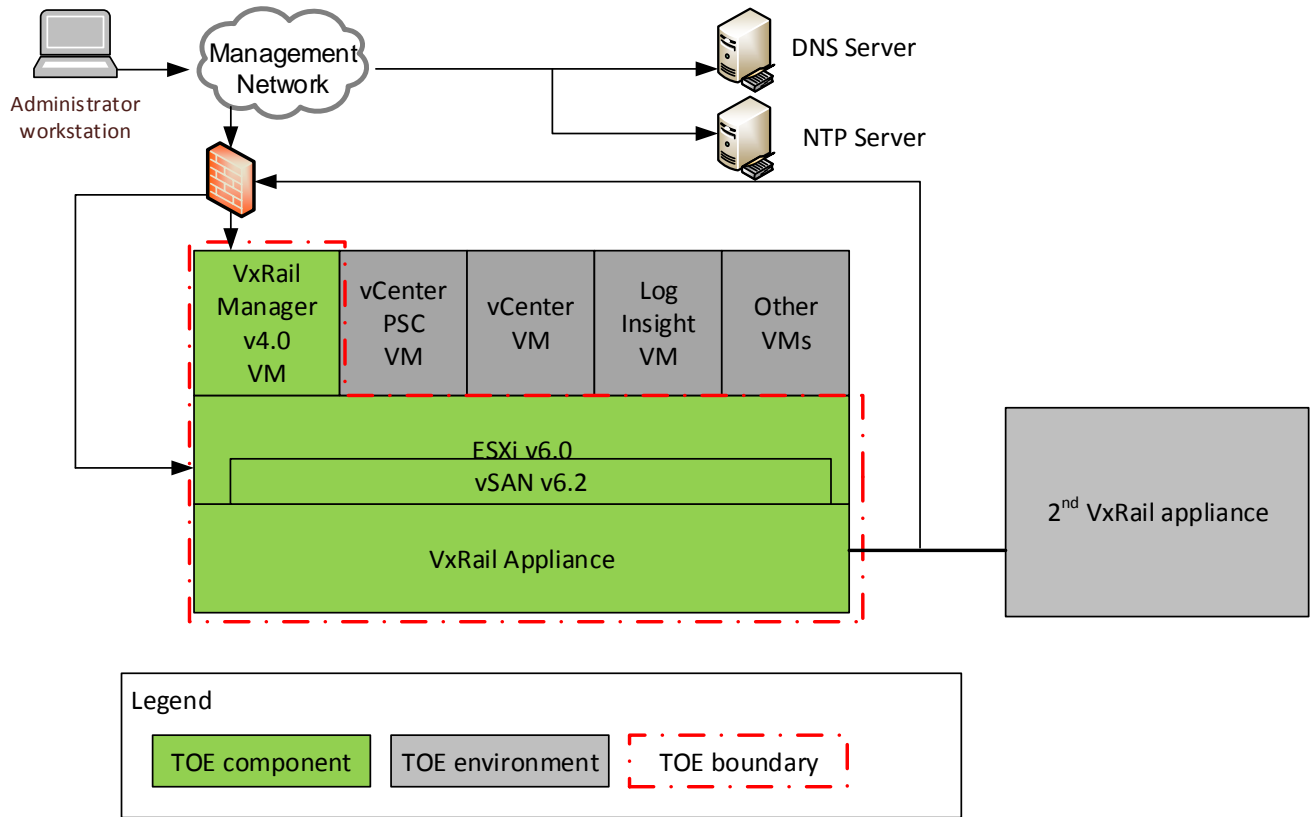 Management
Network
DNS Server
Administrator
workstation
NTP Server
VxRail
Manager
v4.0
VM
vCenter
PSC
VM
vCenter
VM
Log
Insight
VM
Other
VMs
ESXi v6.0
vSAN v6.2
2nd VxRail appliance
VxRail Appliance
Legend
TOE component
TOE environment
TOE boundary